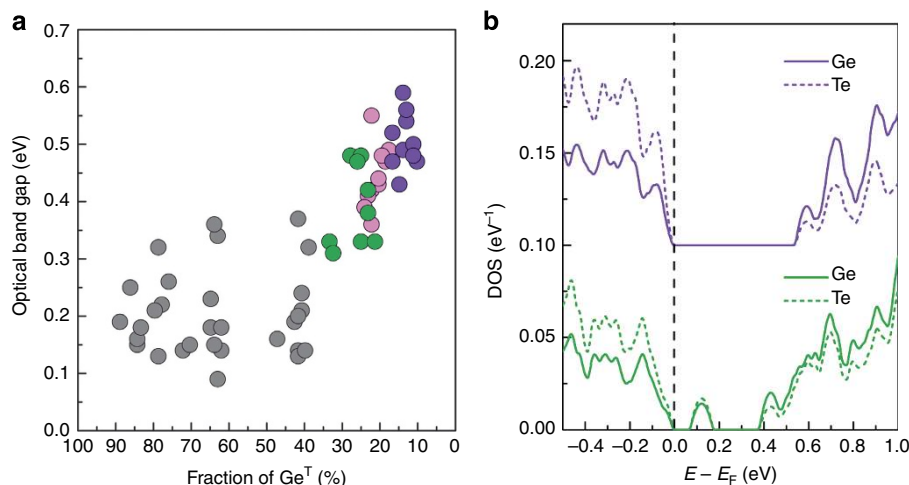 a
b
0.7
0.6
0.5
0.4
0.3
0.2
0.1
0.0
Optical band gap (eV)
100 90 80 70 60 50 40 30 20 10 0
Fraction of Ge^T (%)
0.20
0.15
0.10
0.05
0.00
DOS (eV⁻¹)
Ge
Te
Ge
Te
−0.4 −0.2 0.0 0.2 0.4 0.6 0.8 1.0
E – E_F (eV)